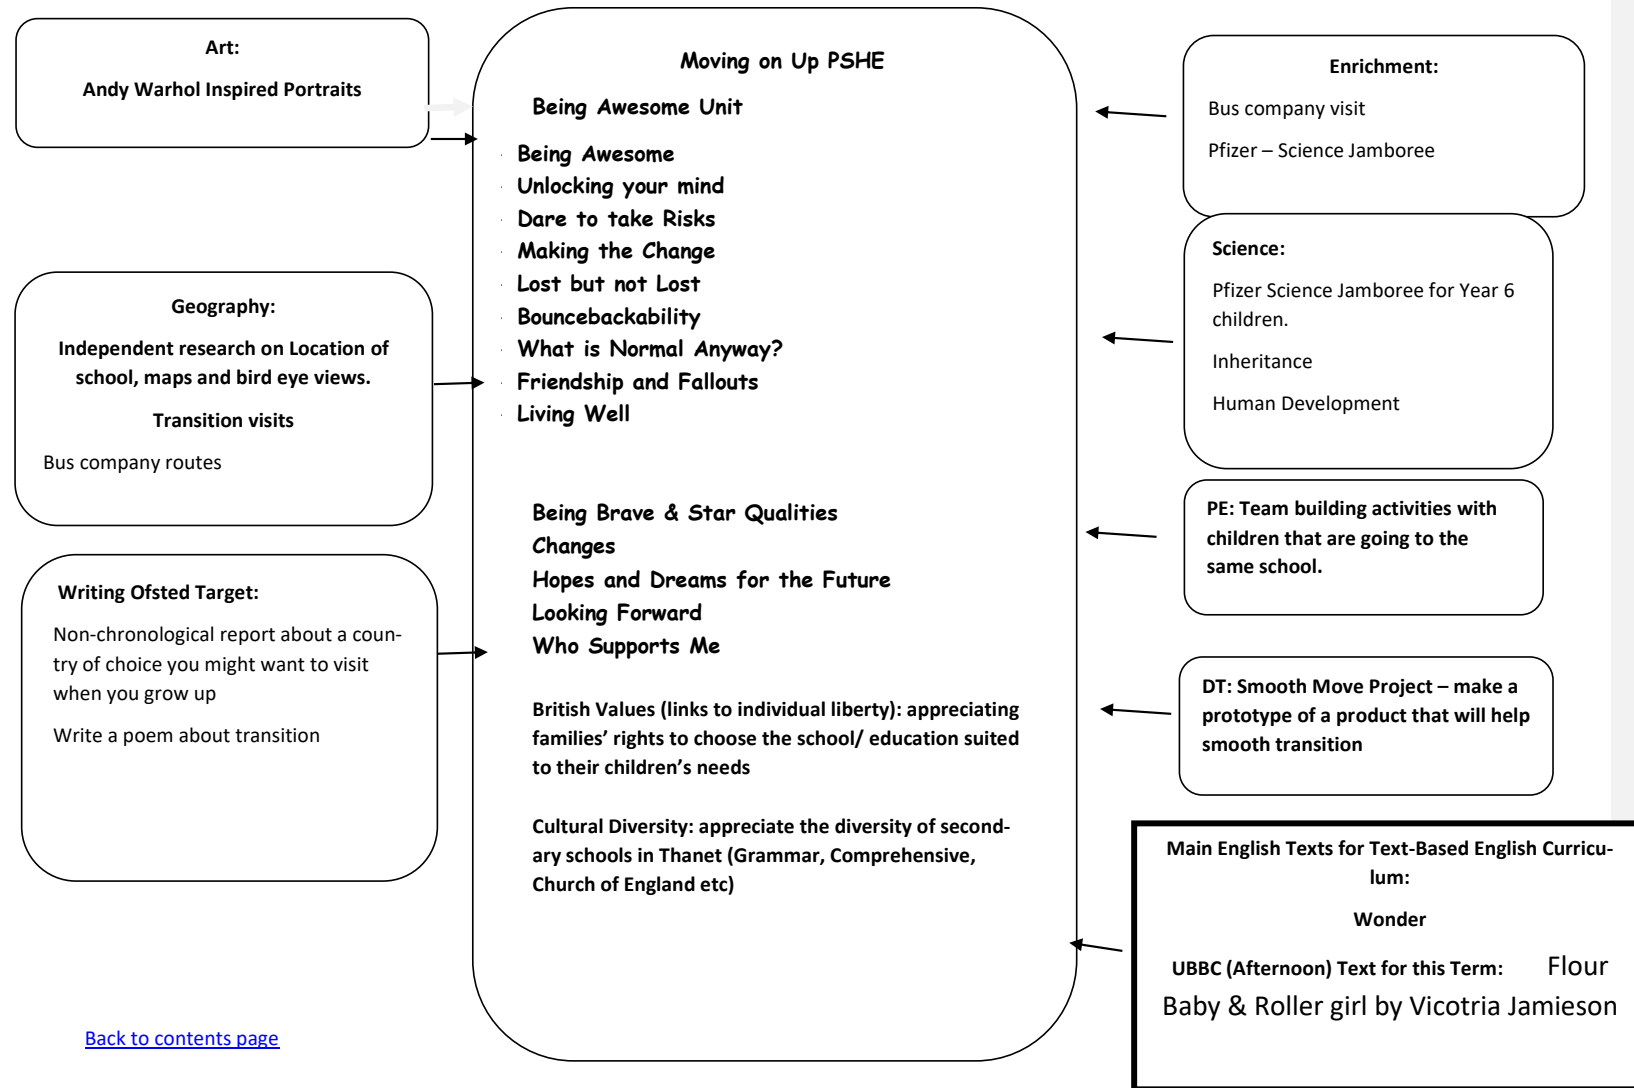 Art:
Andy Warhol Inspired Portraits
Geography:
Independent research on Location of
school, maps and bird eye views.
Transition visits
Bus company routes
Writing Ofsted Target:
Non-chronological report about a coun-
try of choice you might want to visit
when you grow up
Write a poem about transition
Back to contents page
Moving on Up PSHE
Being Awesome Unit
Being Awesome
Unlocking your mind
Dare to take Risks
Making the Change
Lost but not Lost
Bouncebackability
What is Normal Anyway?
Friendship and Fallouts
Living Well
Being Brave & Star Qualities
Changes
Hopes and Dreams for the Future
Looking Forward
Who Supports Me
British Values (links to individual liberty): appreciating
families’ rights to choose the school/ education suited
to their children’s needs
Cultural Diversity: appreciate the diversity of second-
ary schools in Thanet (Grammar, Comprehensive,
Church of England etc)
Enrichment:
Bus company visit
Pfizer – Science Jamboree
Science:
Pfizer Science Jamboree for Year 6
children.
Inheritance
Human Development
PE: Team building activities with
children that are going to the
same school.
DT: Smooth Move Project – make a
prototype of a product that will help
smooth transition
Main English Texts for Text-Based English Curricu-
lum:
Wonder
UBBC (Afternoon) Text for this Term: Flour
Baby & Roller girl by Vicotria Jamieson